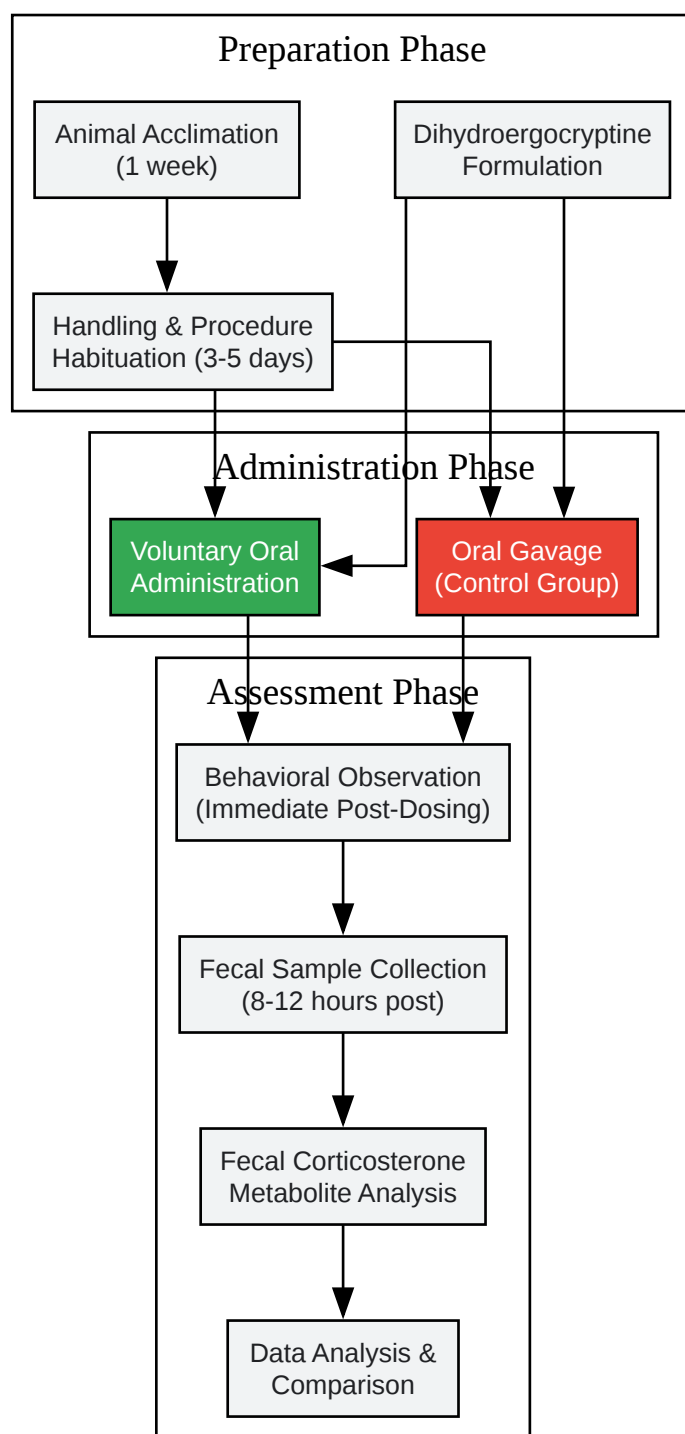 Preparation Phase
Animal Acclimation
(1 week)
Dihydroergocryptine
Formulation
Handling & Procedure
Habituation (3-5 days)
Administration Phase
Voluntary Oral
Administration
Oral Gavage
(Control Group)
Assessment Phase
Behavioral Observation
(Immediate Post-Dosing)
Fecal Sample Collection
(8-12 hours post)
Fecal Corticosterone
Metabolite Analysis
Data Analysis &
Comparison